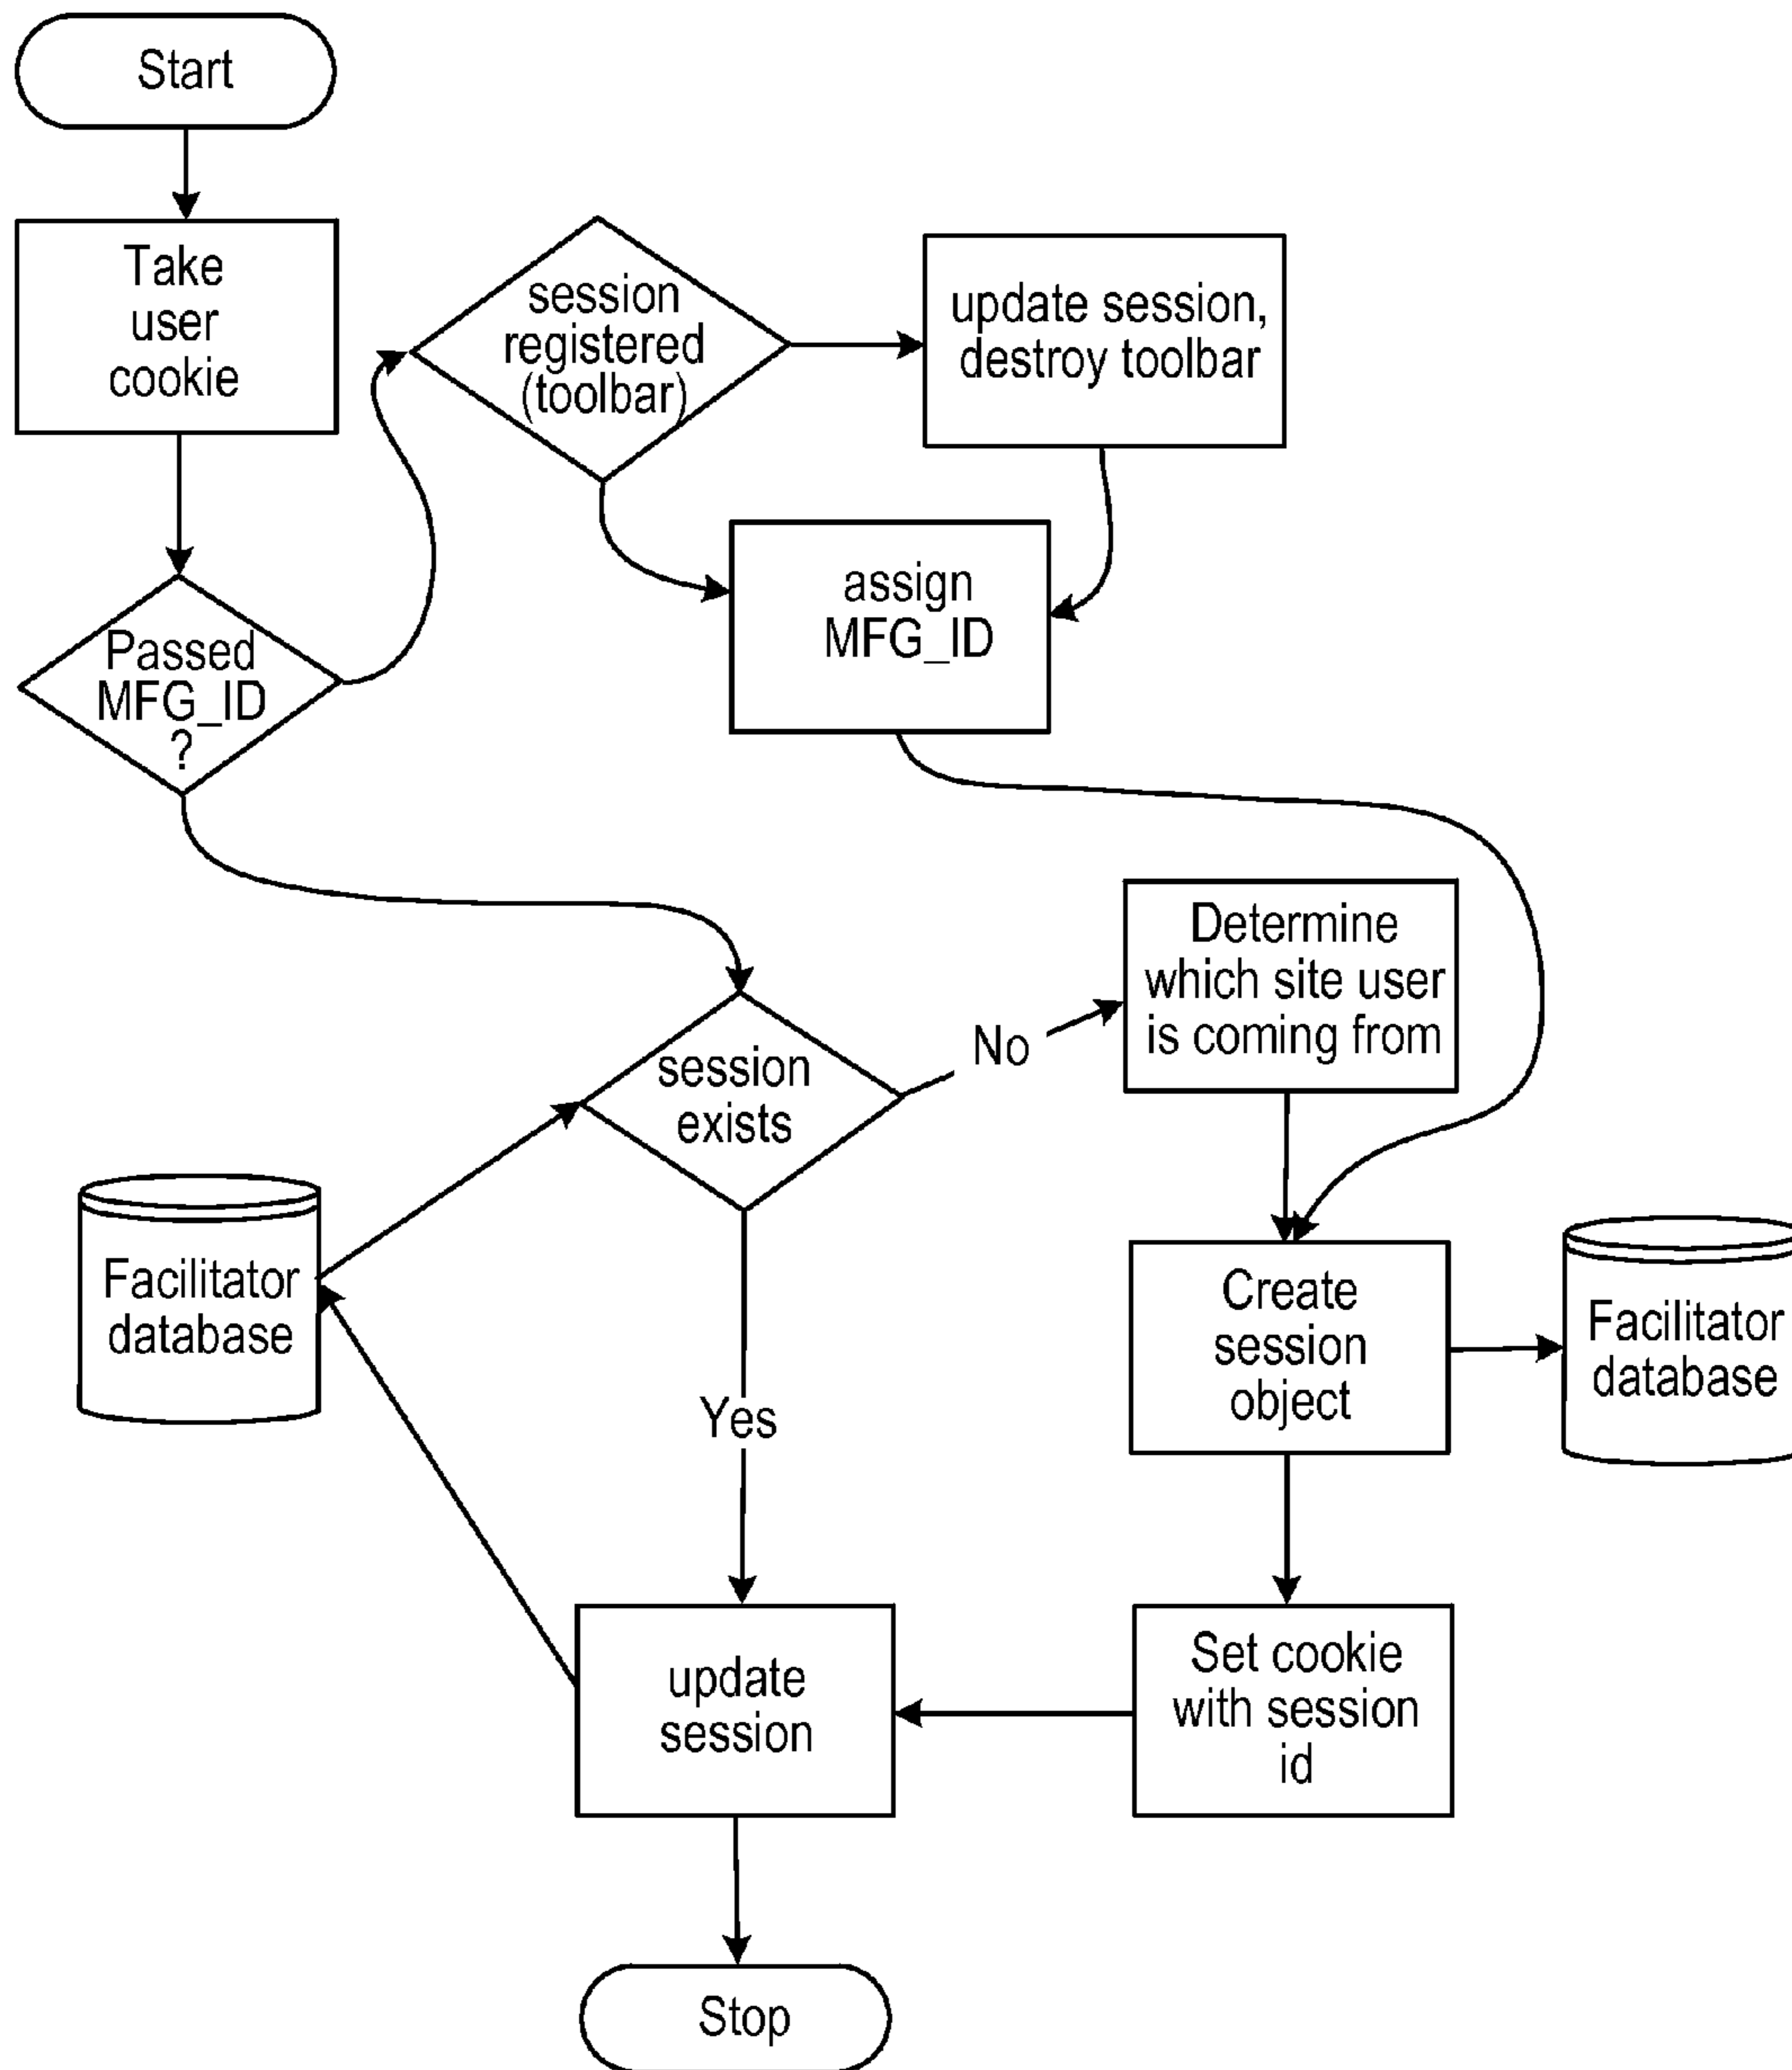 Start
Take
user
cookie
session
registered
(toolbar)
update session,
destroy toolbar
assign
MFG_ID
Passed
MFG_ID
?
Determine
which site user
is coming from
No
session
exists
Facilitator
database
Yes
Create
session
object
Facilitator
database
update
session
Set cookie
with session
id
Stop